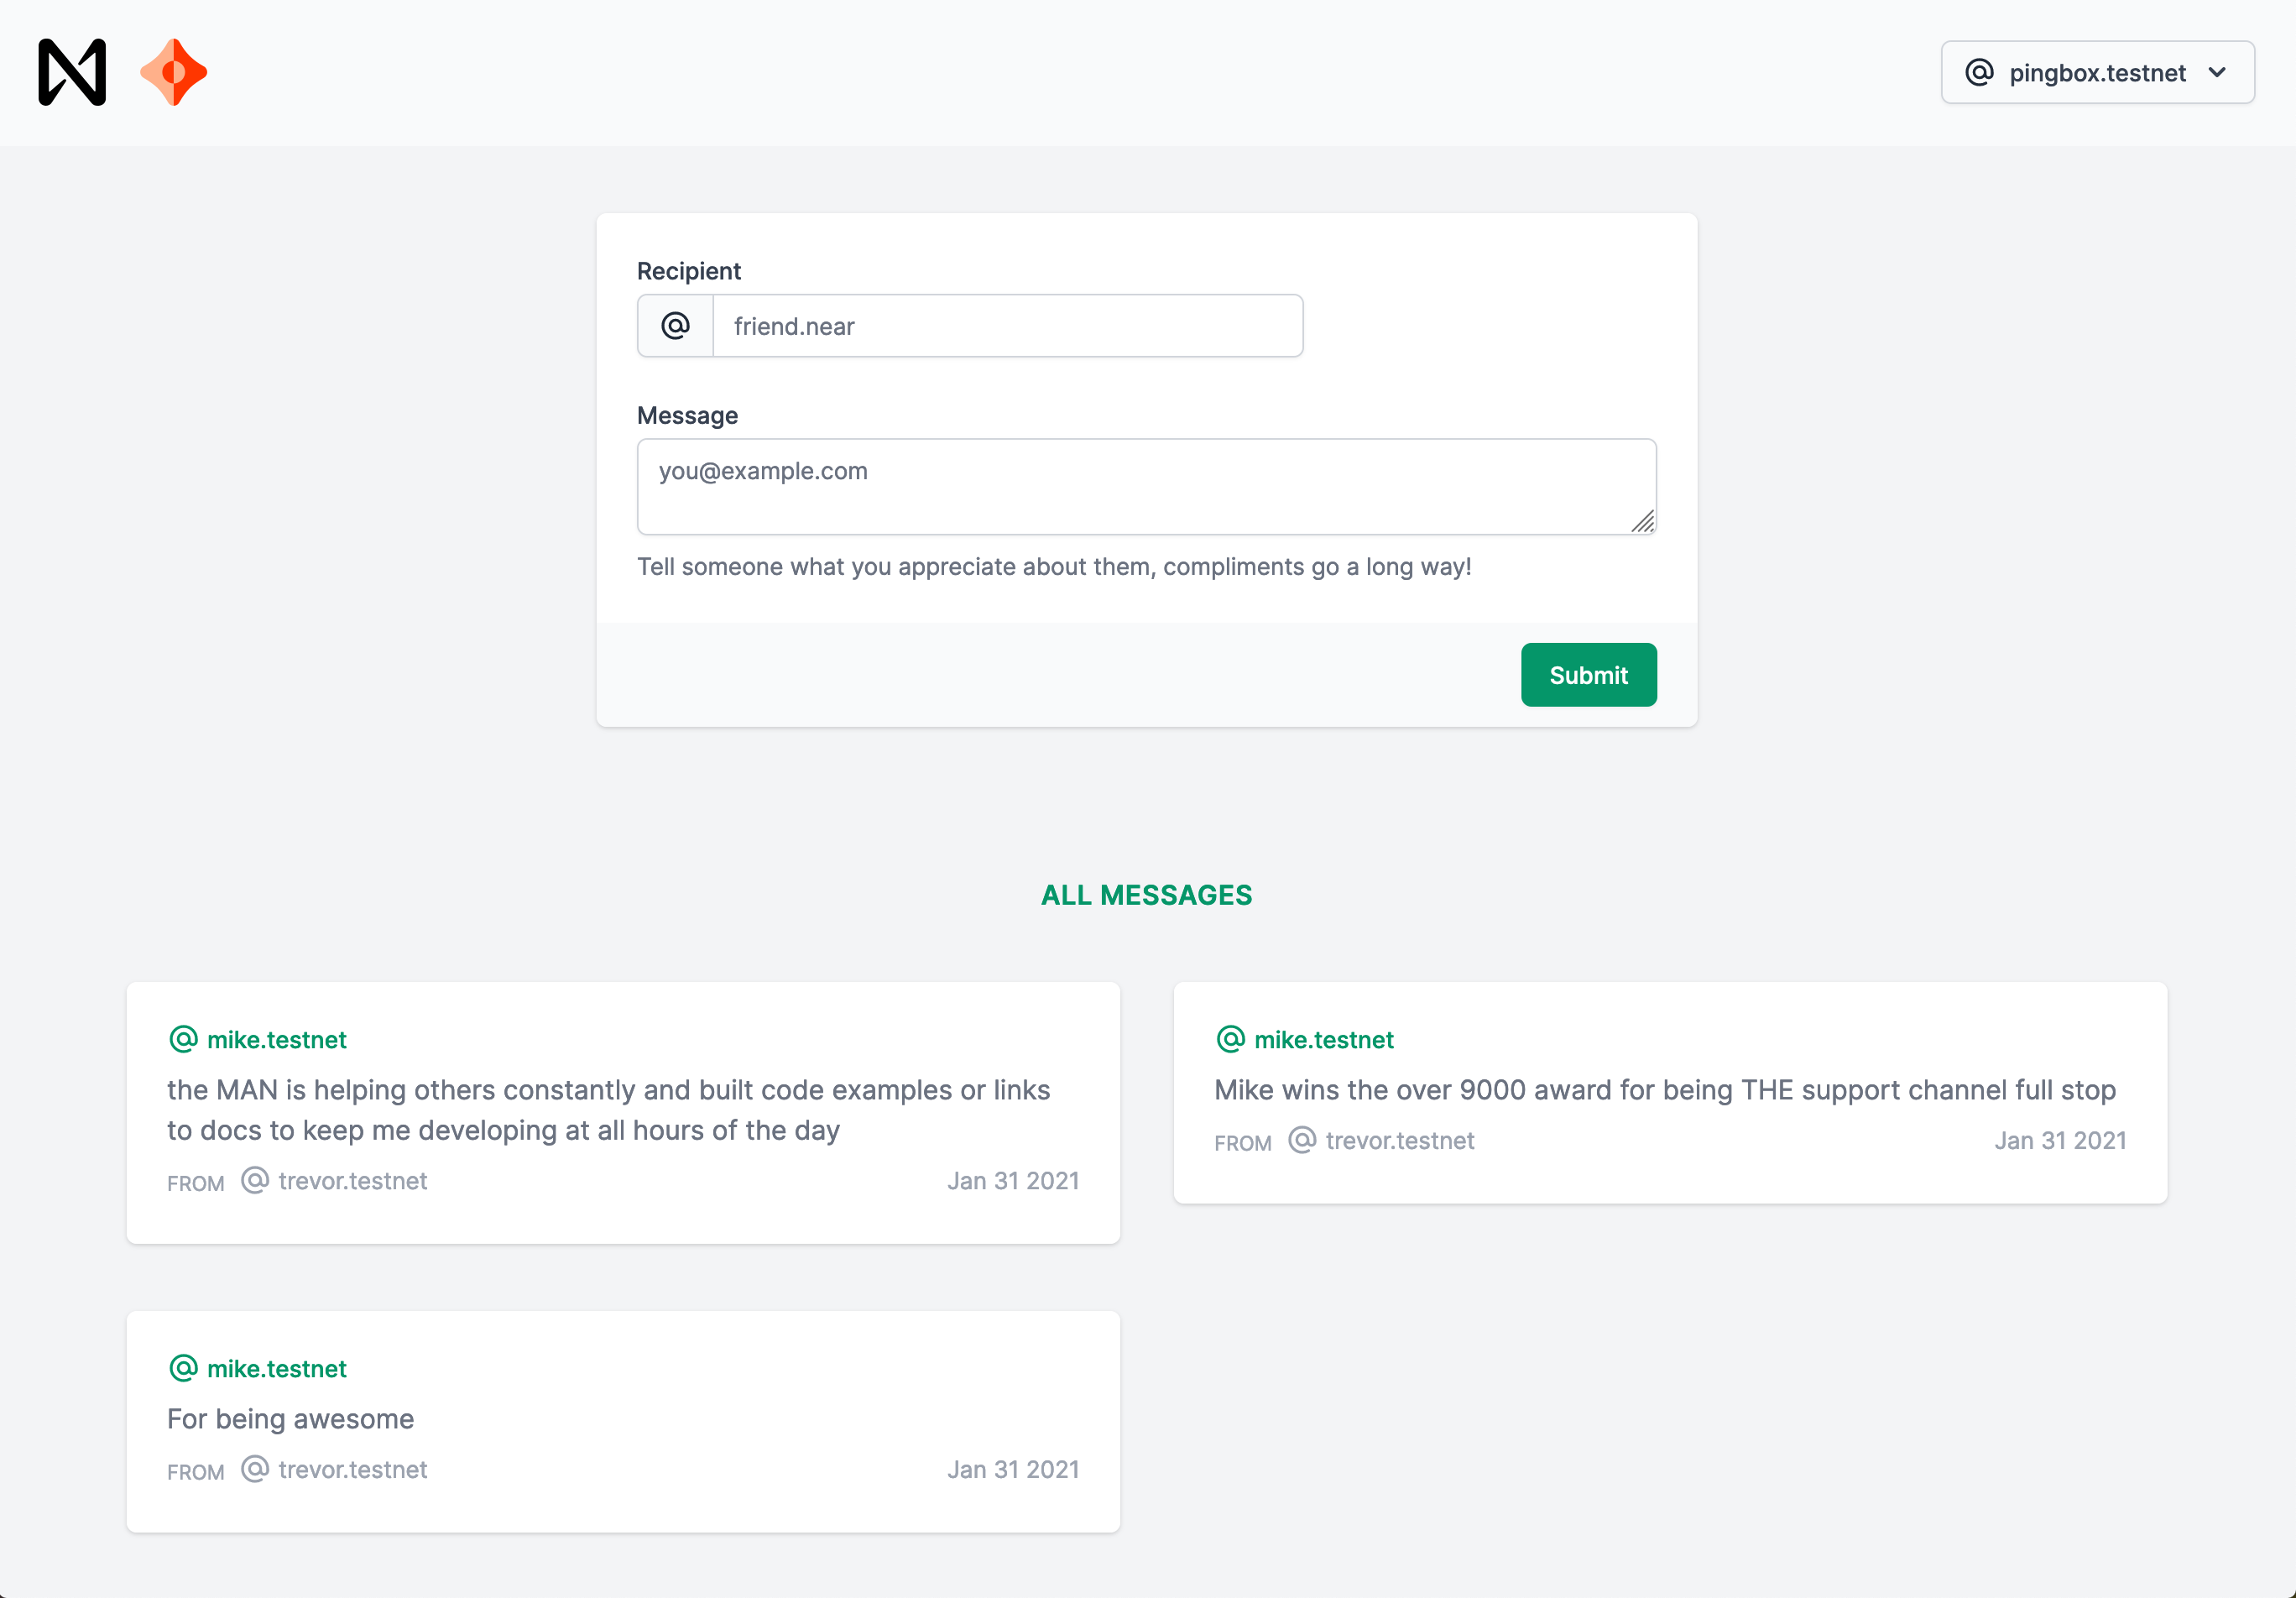 @ pingbox.testnet
Recipient
@ friend.near
Message
you@example.com
Tell someone what you appreciate about them, compliments go a long way!
Submit
ALL MESSAGES
@ mike.testnet
the MAN is helping others constantly and built code examples or links
to docs to keep me developing at all hours of the day
FROM @ trevor.testnet Jan 31 2021
@ mike.testnet
Mike wins the over 9000 award for being THE support channel full stop
FROM @ trevor.testnet Jan 31 2021
@ mike.testnet
For being awesome
FROM @ trevor.testnet Jan 31 2021